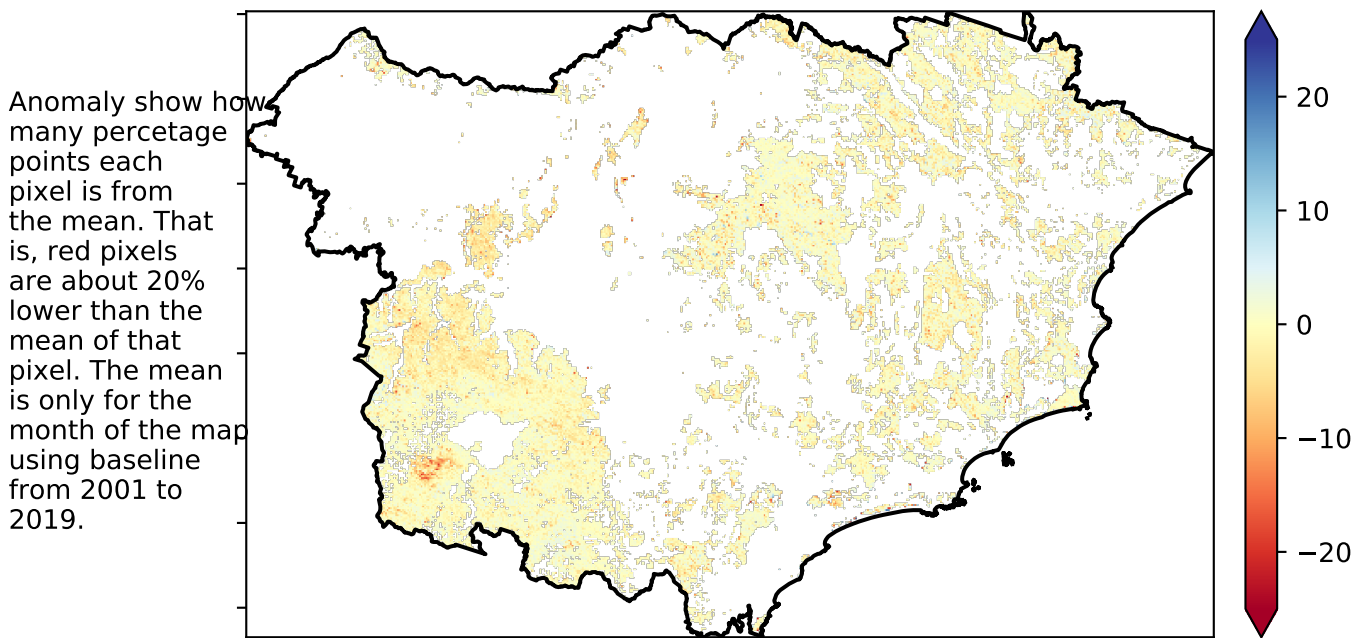 Anomaly show how
many percetage
points each
pixel is from
the mean. That
is, red pixels
are about 20%
lower than the
mean of that
pixel. The mean
is only for the
month of the map
using baseline
from 2001 to
2019.
20
10
0
−10
−20